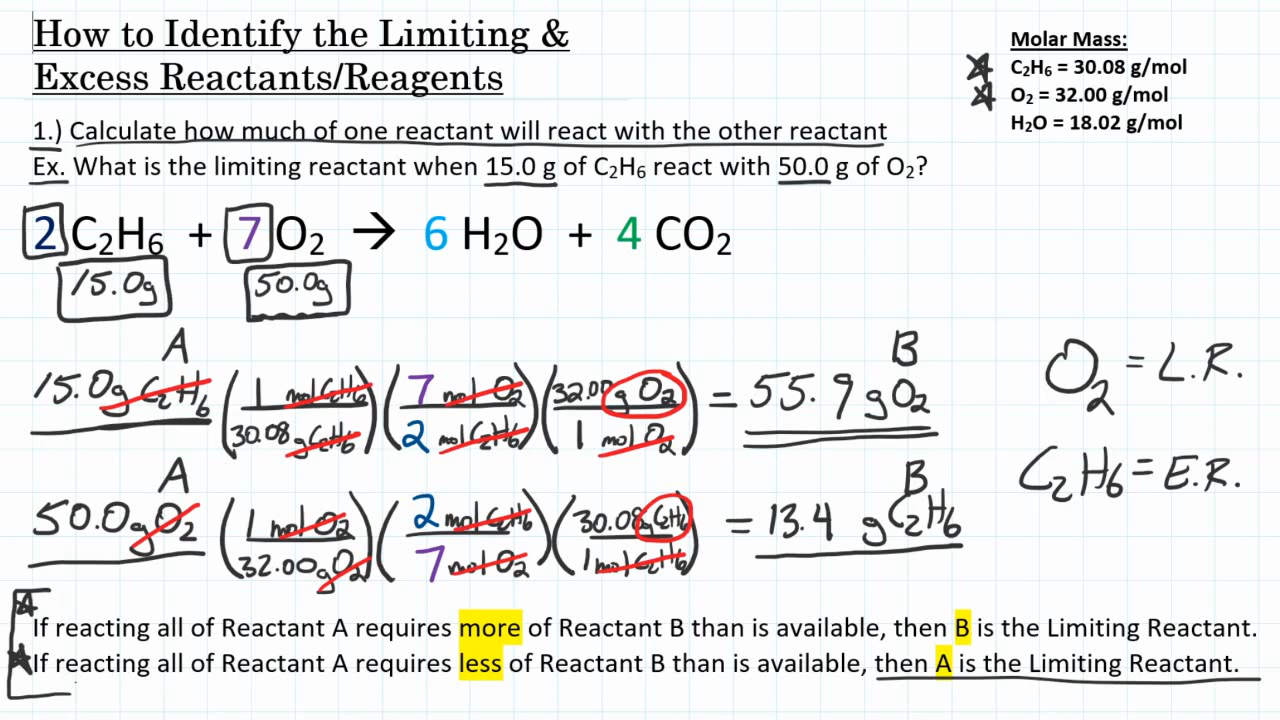 How to Identify the Limiting &
Excess Reactants/Reagents
Molar Mass:
C₂H₆ = 30.08 g/mol
O₂ = 32.00 g/mol
H₂O = 18.02 g/mol
1.) Calculate how much of one reactant will react with the other reactant
Ex. What is the limiting reactant when 15.0 g of C₂H₆ react with 50.0 g of O₂?
2 C₂H₆ + 7 O₂ → 6 H₂O + 4 CO₂
15.0g 50.0g
A B
15.0g C₂H₆ (1 mol C₂H₆ / 30.08 g C₂H₆) (7 mol O₂ / 2 mol C₂H₆) (32.00 g O₂ / 1 mol O₂) = 55.9 g O₂
O₂ = L.R.
A B
50.0g O₂ (1 mol O₂ / 32.00 g O₂) (2 mol C₂H₆ / 7 mol O₂) (30.08 g C₂H₆ / 1 mol C₂H₆) = 13.4 g C₂H₆
C₂H₆ = E.R.
If reacting all of Reactant A requires more of Reactant B than is available, then B is the Limiting Reactant.
If reacting all of Reactant A requires less of Reactant B than is available, then A is the Limiting Reactant.